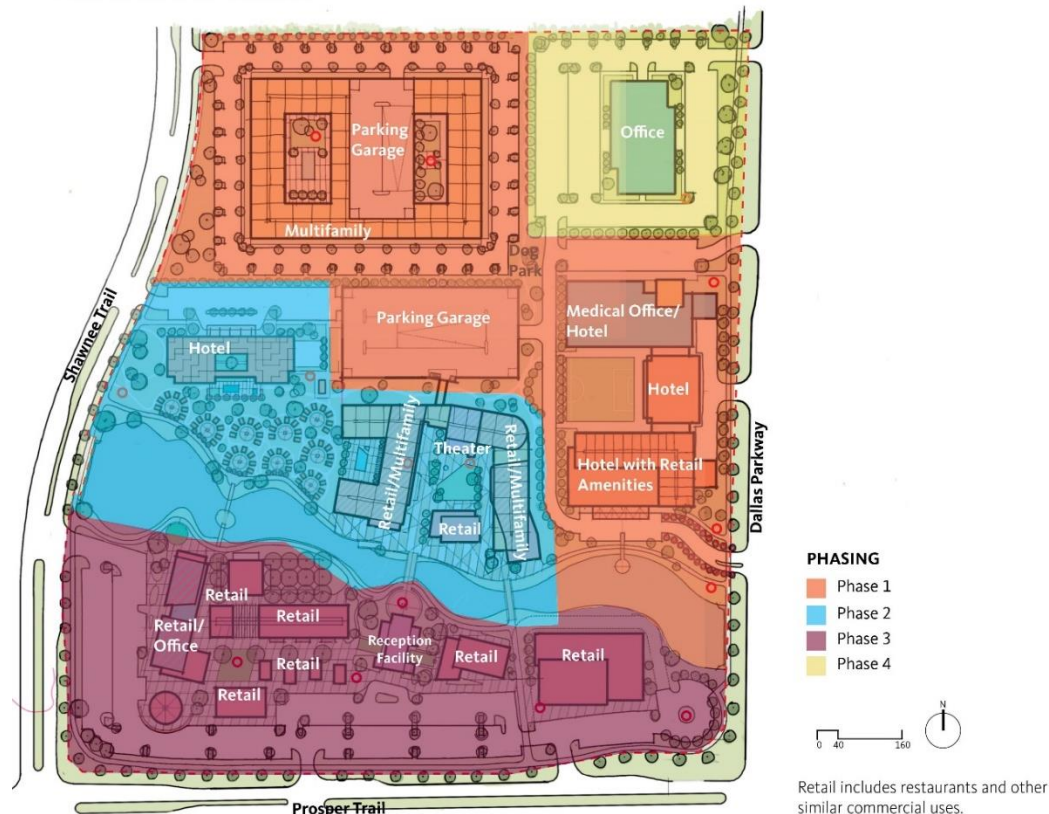 Parking
Garage
Office
Multifamily
Dog
Park
Parking Garage
Medical Office/
Hotel
Hotel
Hotel
Shawnee Trail
Retail/Multifamily
Theater
Retail/Multifamily
Retail
Hotel with Retail
Amenities
Dallas Parkway
Retail
Retail/
Office
Retail
Reception
Facility
Retail
Retail
Retail
Retail
Prosper Trail
PHASING
Phase 1
Phase 2
Phase 3
Phase 4
N
0 40 160
Retail includes restaurants and other
similar commercial uses.